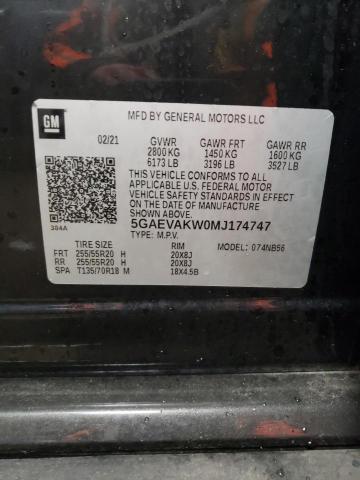 GM
MFD BY GENERAL MOTORS LLC
02/21 GVWR GAWR FRT GAWR RR
2800 KG 1450 KG 1600 KG
6173 LB 3196 LB 3527 LB
THIS VEHICLE CONFORMS TO ALL
APPLICABLE U.S. FEDERAL MOTOR
VEHICLE SAFETY STANDARDS IN EFFECT
ON THE DATE OF MANUFACTURE SHOWN ABOVE.
384A
5GAEVAKW0MJ174747
TYPE: M.P.V. MODEL: 074NB56
TIRE SIZE RIM
FRT 255/55R20 H 20X8J
RR 255/55R20 H 20X8J
SPA T135/70R18 M 18X4.5B